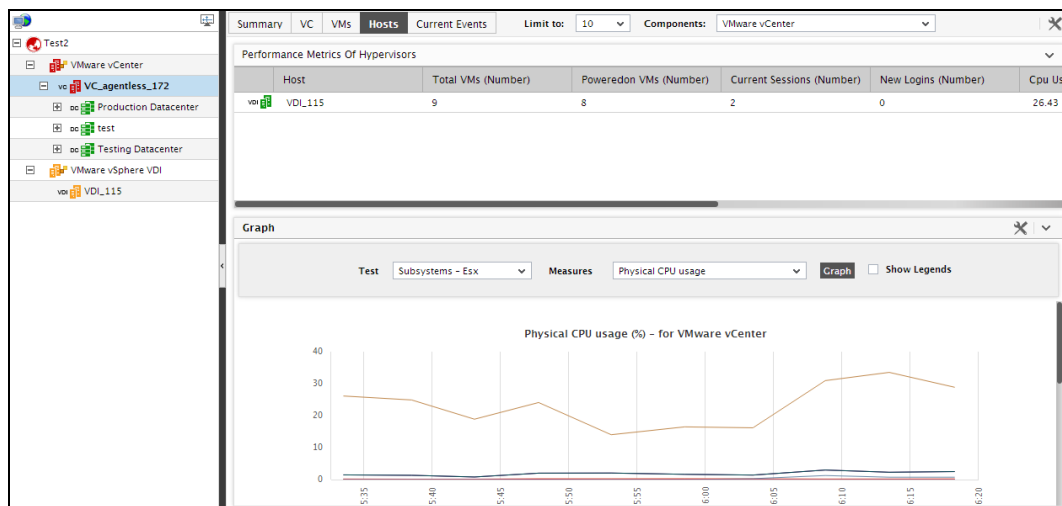 Summary VC VMs Hosts Current Events Limit to: 10 Components: VMware vCenter
Test2
VMware vCenter
VC VC_agentless_172
DC Production Datacenter
DC test
DC Testing Datacenter
VMware vSphere VDI
VDI VDI_115
Performance Metrics Of Hypervisors
Host Total VMs (Number) Poweredon VMs (Number) Current Sessions (Number) New Logins (Number) Cpu Us
VDI VDI_115 9 8 2 0 26.43
Graph
Test Subsystems - Esx Measures Physical CPU usage Graph Show Legends
Physical CPU usage (%) - for VMware vCenter
40
30
20
10
0
5:35 5:40 5:45 5:50 5:55 6:00 6:05 6:10 6:15 6:20